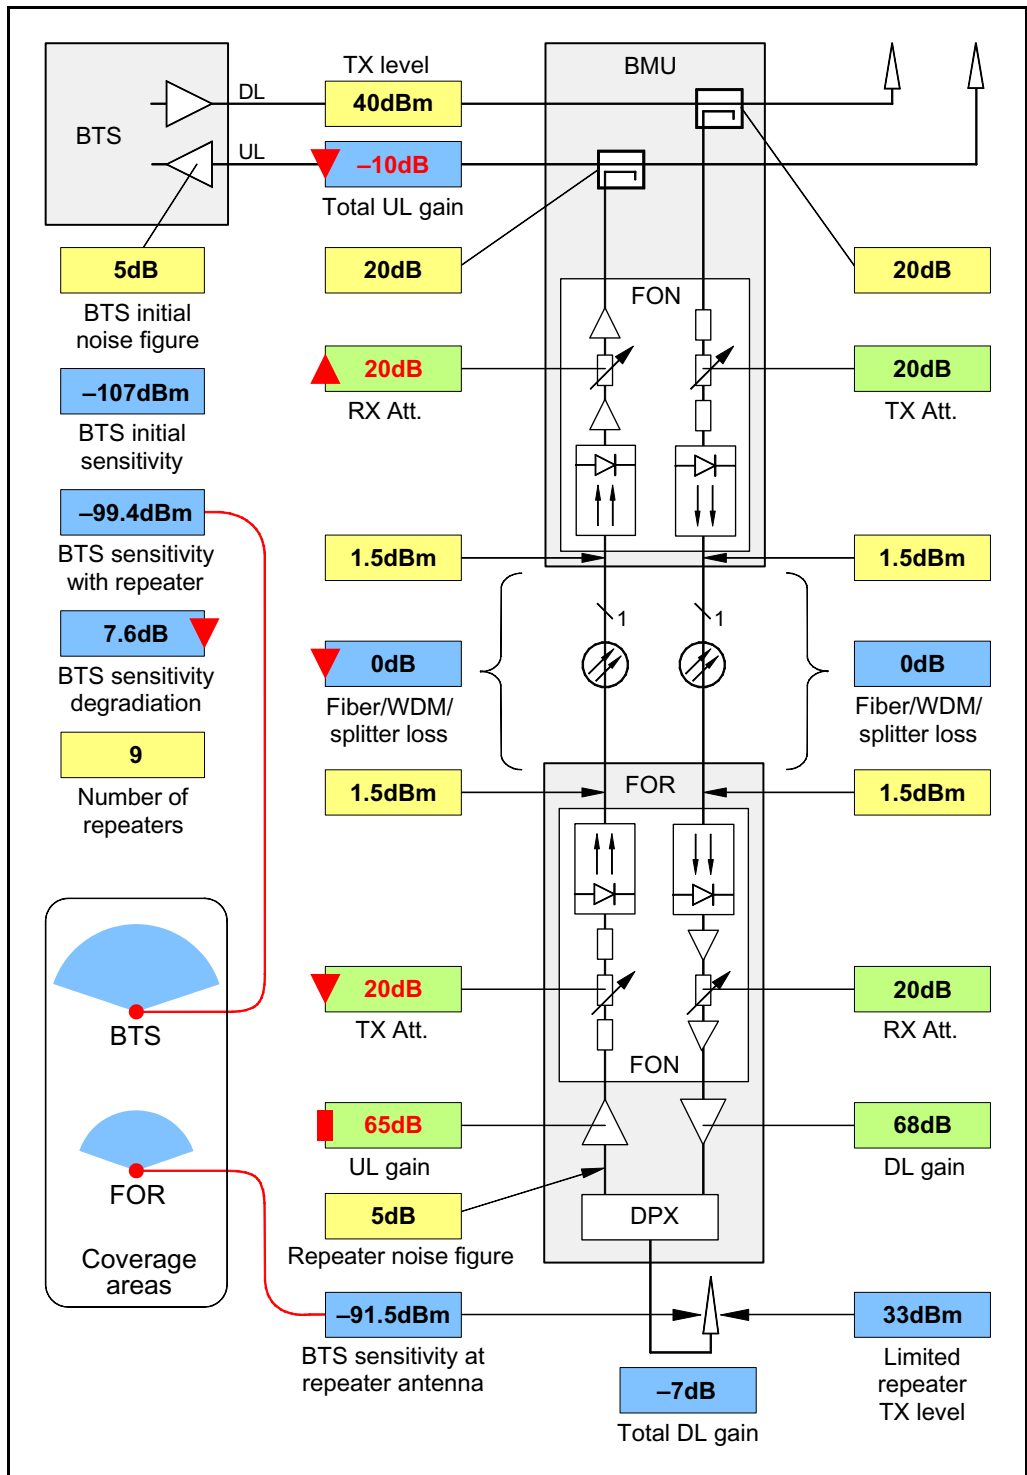 TX level
BMU
DL
40dBm
BTS
UL
–10dB
Total UL gain
5dB
20dB
20dB
BTS initial
noise figure
FON
–107dBm
20dB
20dB
RX Att.
TX Att.
BTS initial
sensitivity
–99.4dBm
BTS sensitivity
with repeater
1.5dBm
1.5dBm
7.6dB
1
1
BTS sensitivity
degradation
0dB
0dB
Fiber/WDM/
splitter loss
Fiber/WDM/
splitter loss
9
Number of
repeaters
FOR
1.5dBm
1.5dBm
BTS
20dB
20dB
TX Att.
RX Att.
FON
65dB
68dB
UL gain
DL gain
FOR
5dB
DPX
Repeater noise figure
Coverage
areas
–91.5dBm
33dBm
BTS sensitivity at
repeater antenna
Limited
repeater
TX level
–7dB
Total DL gain